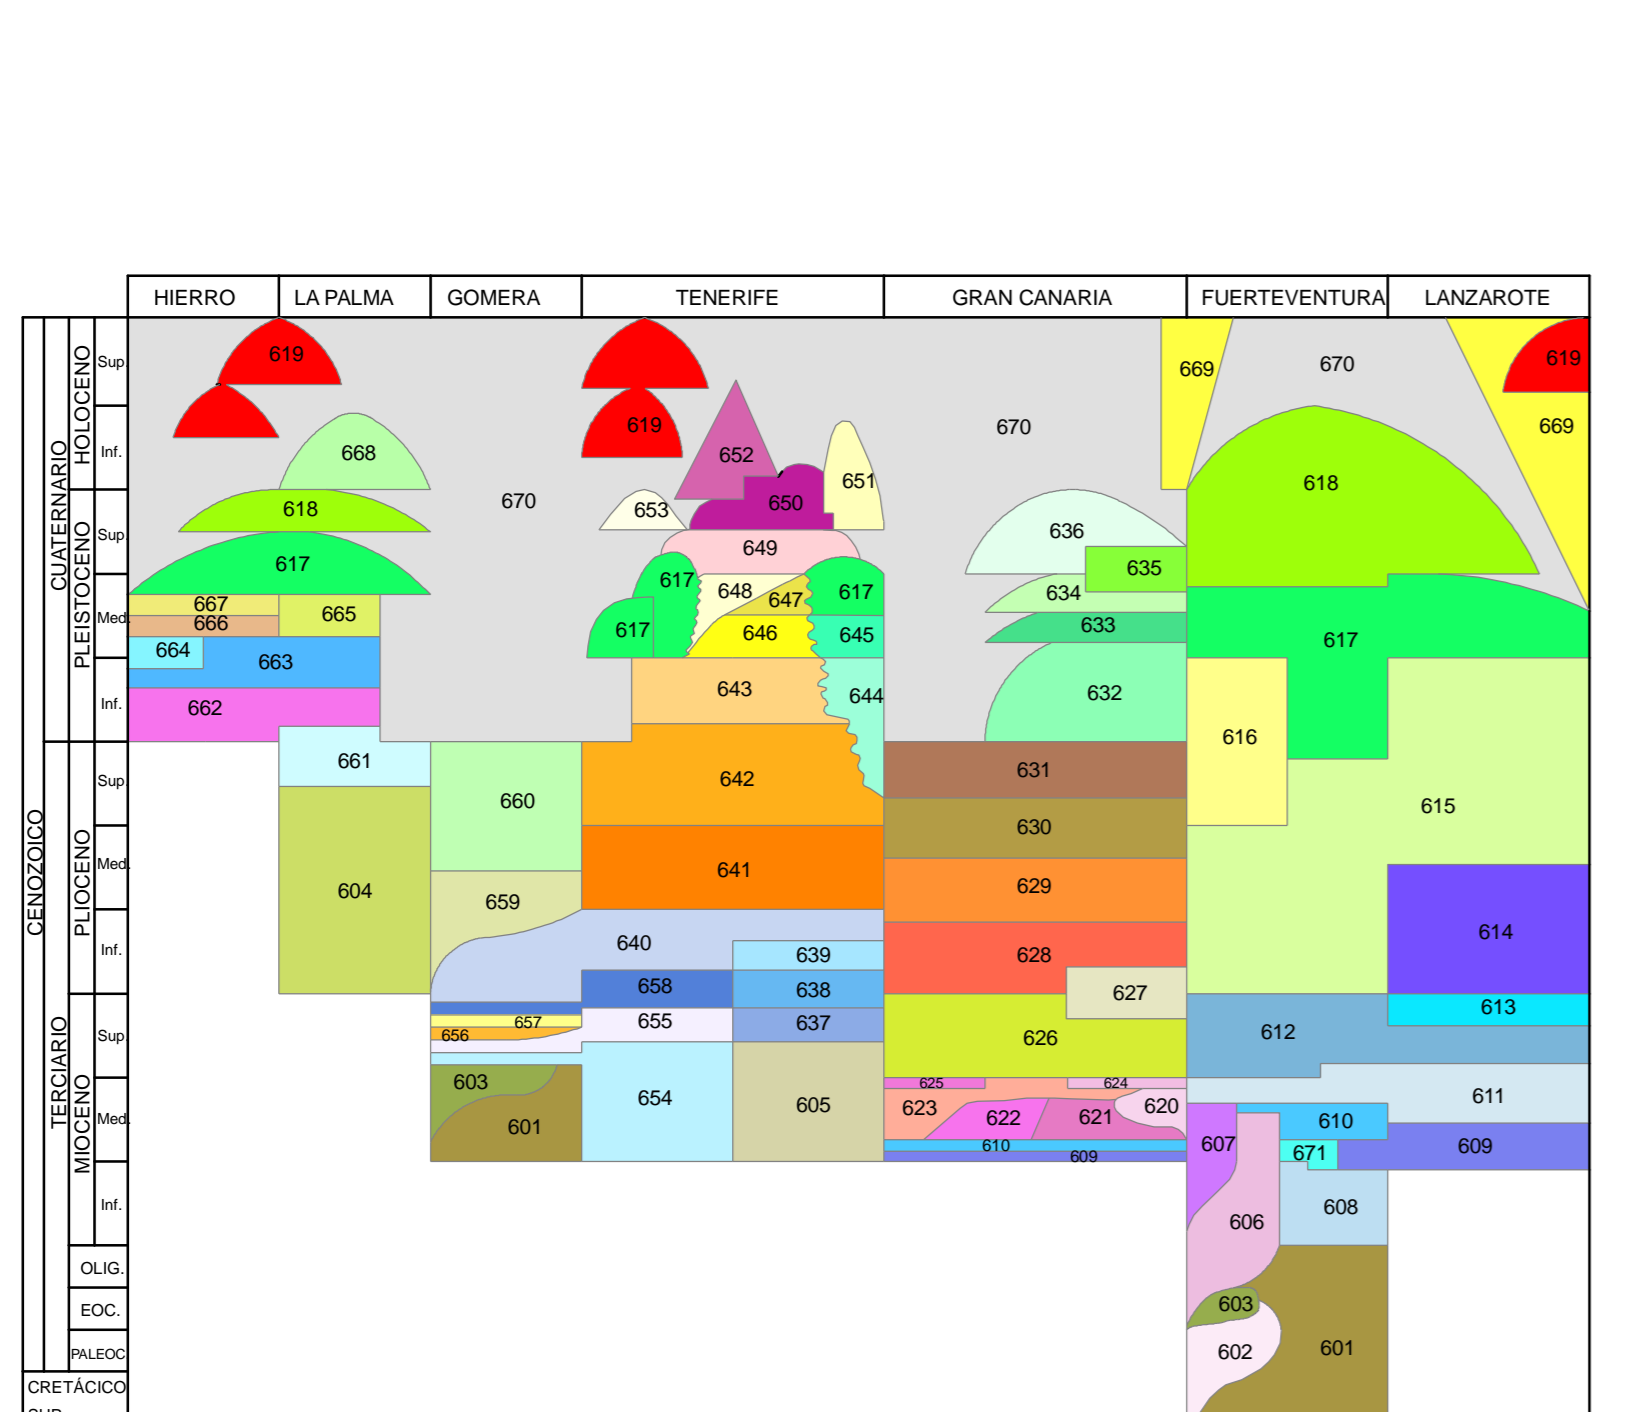 HIERRO LA PALMA GOMERA TENERIFE GRAN CANARIA FUERTEVENTURA LANZAROTE
CENOZOICO
CUATERNARIO
TERCIARIO
HOLOCENO
PLEISTOCENO
PLIOCENO
MIOCENO
Sup.
Inf.
Sup.
Med.
Inf.
Sup.
Med.
Inf.
Sup.
Med.
Inf.
OLIG.
EOC.
PALEOC
CRETÁCICO
619 619 670 669
619 652 670 669
668 651 618
670 650
618 653 636
649
617 617 648 647 617 635
667 634
666 665 617 646 645 633 617
664 663
662 643 644 632
616
661 642 631
660 615
630
604 659 641 629
640 639 628 614
658 638 627
657 655 637 613
656 626 612
603 625 624
654 605 623 622 621 620 611
601 610 609 607 610 671 609
606 608
603
602 601